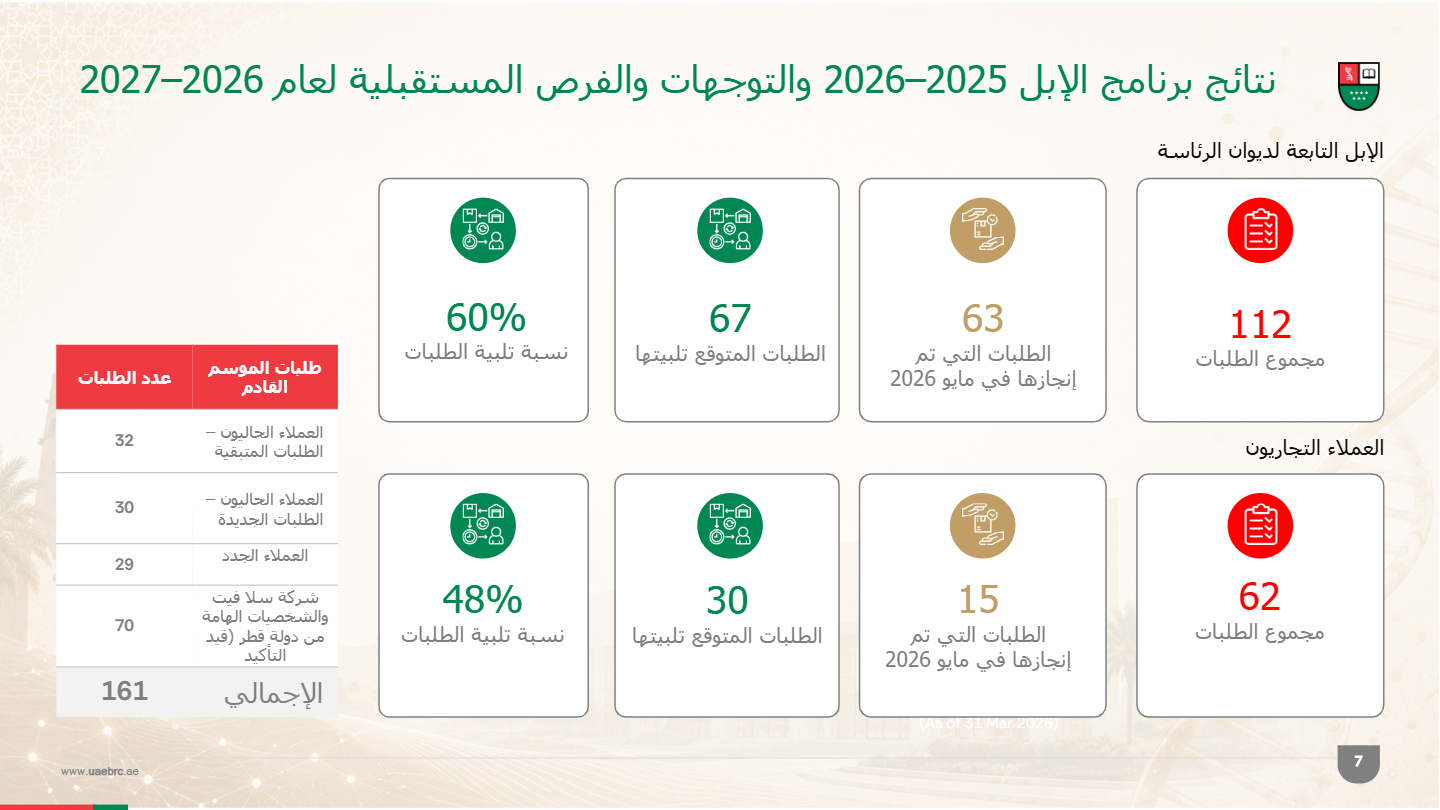 نتائج برنامج الإبل 2025–2026 والتوجهات والفرص المستقبلية لعام 2026–2027
الإبل التابعة لديوان الرئاسة
112
مجموع الطلبات
63
الطلبات التي تم
إنجازها في مايو 2026
67
الطلبات المتوقع تلبيتها
60%
نسبة تلبية الطلبات
العملاء التجاريون
62
مجموع الطلبات
15
الطلبات التي تم
إنجازها في مايو 2026
30
الطلبات المتوقع تلبيتها
48%
نسبة تلبية الطلبات
(As of 31 Mar 2026)
طلبات الموسم
القادم
عدد الطلبات
العملاء الحاليون –
الطلبات المتبقية
32
العملاء الحاليون –
الطلبات الجديدة
30
العملاء الجدد
29
شركة سلا فيت
والشخصيات الهامة
من دولة قطر (قيد
التأكيد
70
الإجمالي
161
www.uaebrc.ae
7